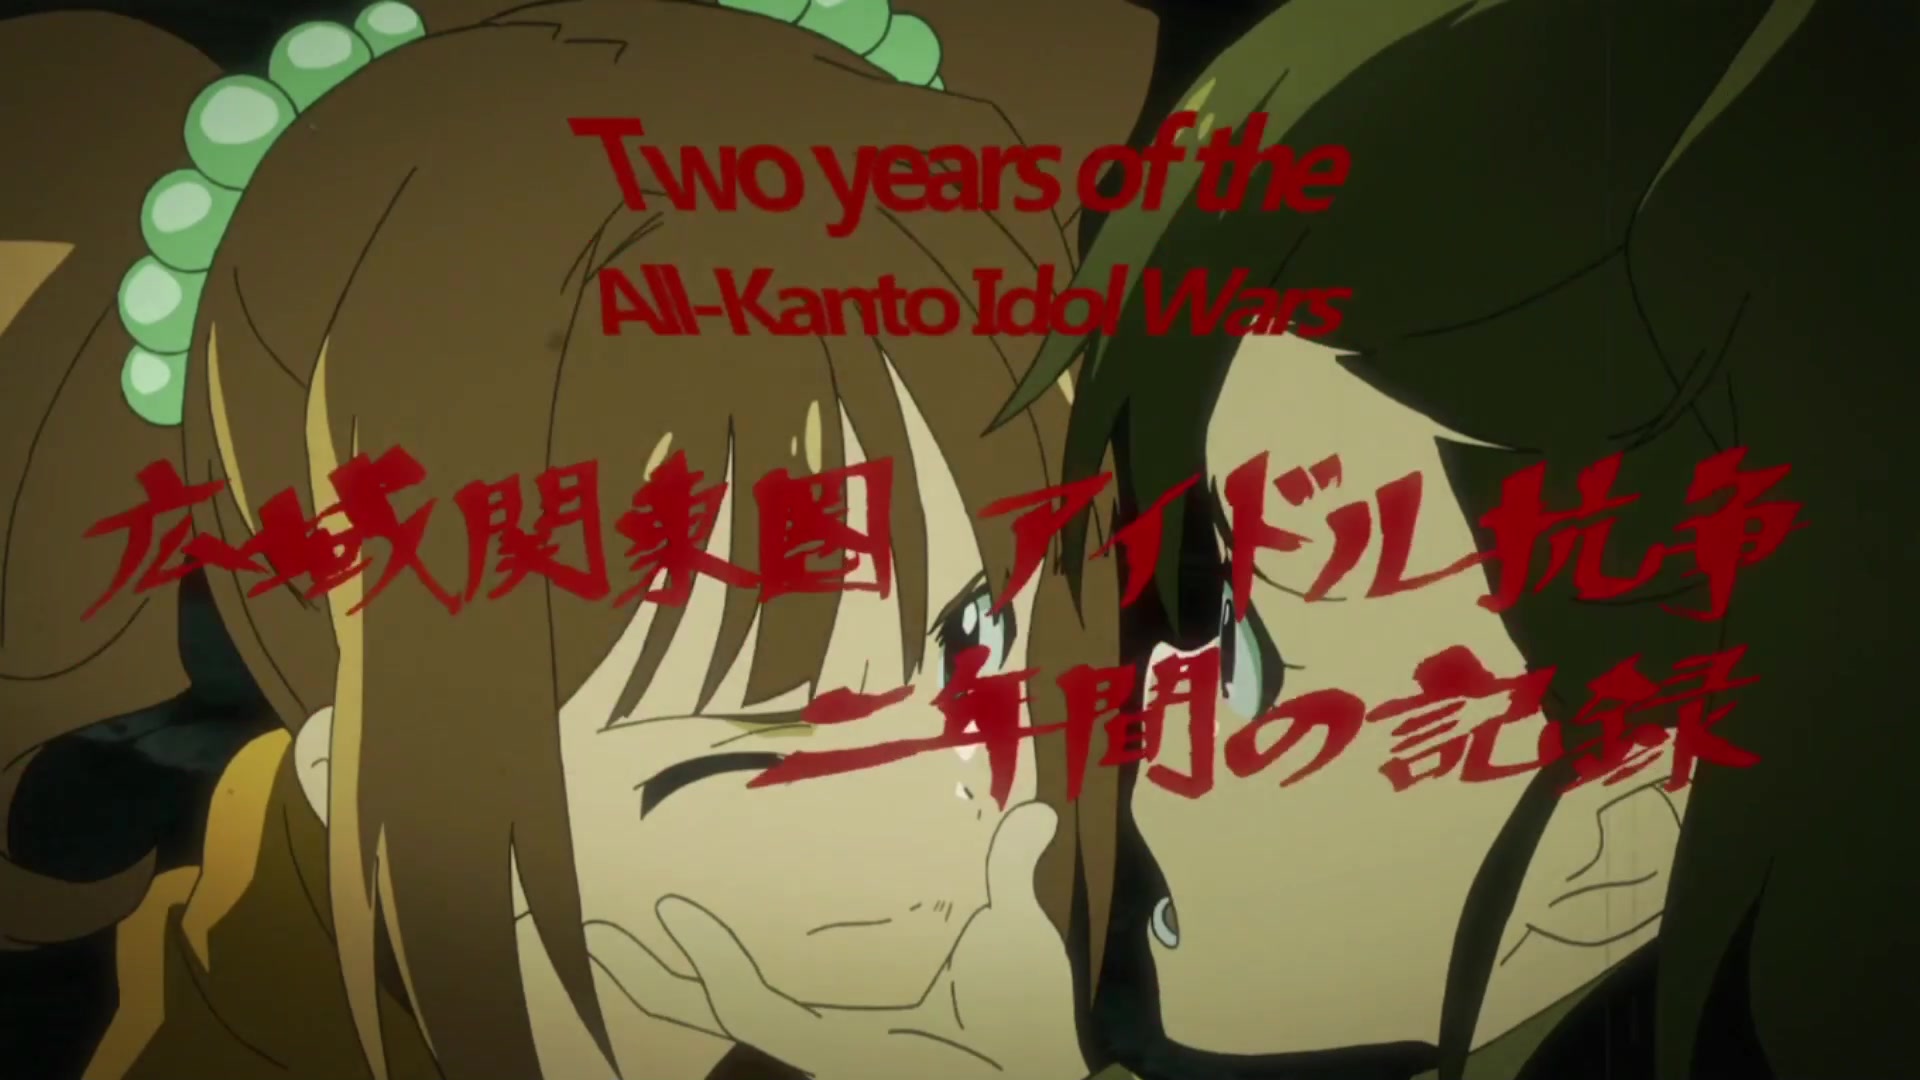 Two years of the
All-Kanto Idol Wars
広域関東圏 アイドル抗争
二年間の記録